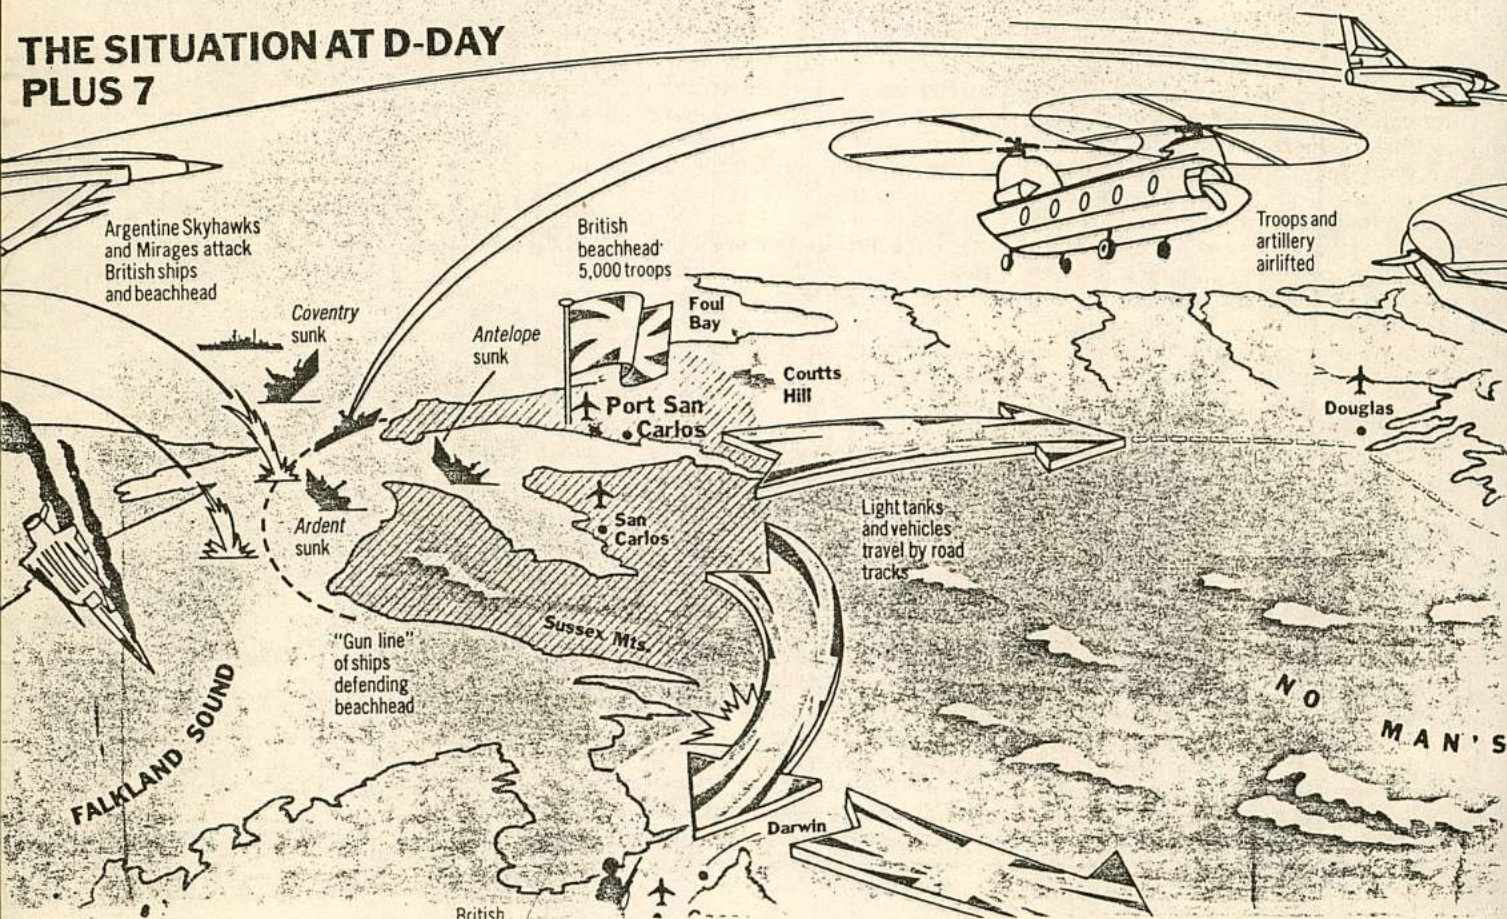 THE SITUATION AT D-DAY
PLUS 7
Argentine Skyhawks
and Mirages attack
British ships
and beachhead
British
beachhead
5,000 troops
Troops and
artillery
airlifted
Coventry
sunk
Antelope
sunk
Foul
Bay
Coutts
Hill
Port San
Carlos
Douglas
Ardent
sunk
San
Carlos
Light tanks
and vehicles
travel by road
tracks
"Gun line"
of ships
defending
beachhead
Sussex Mts.
FALKLAND SOUND
NO
MAN'S
Darwin
British